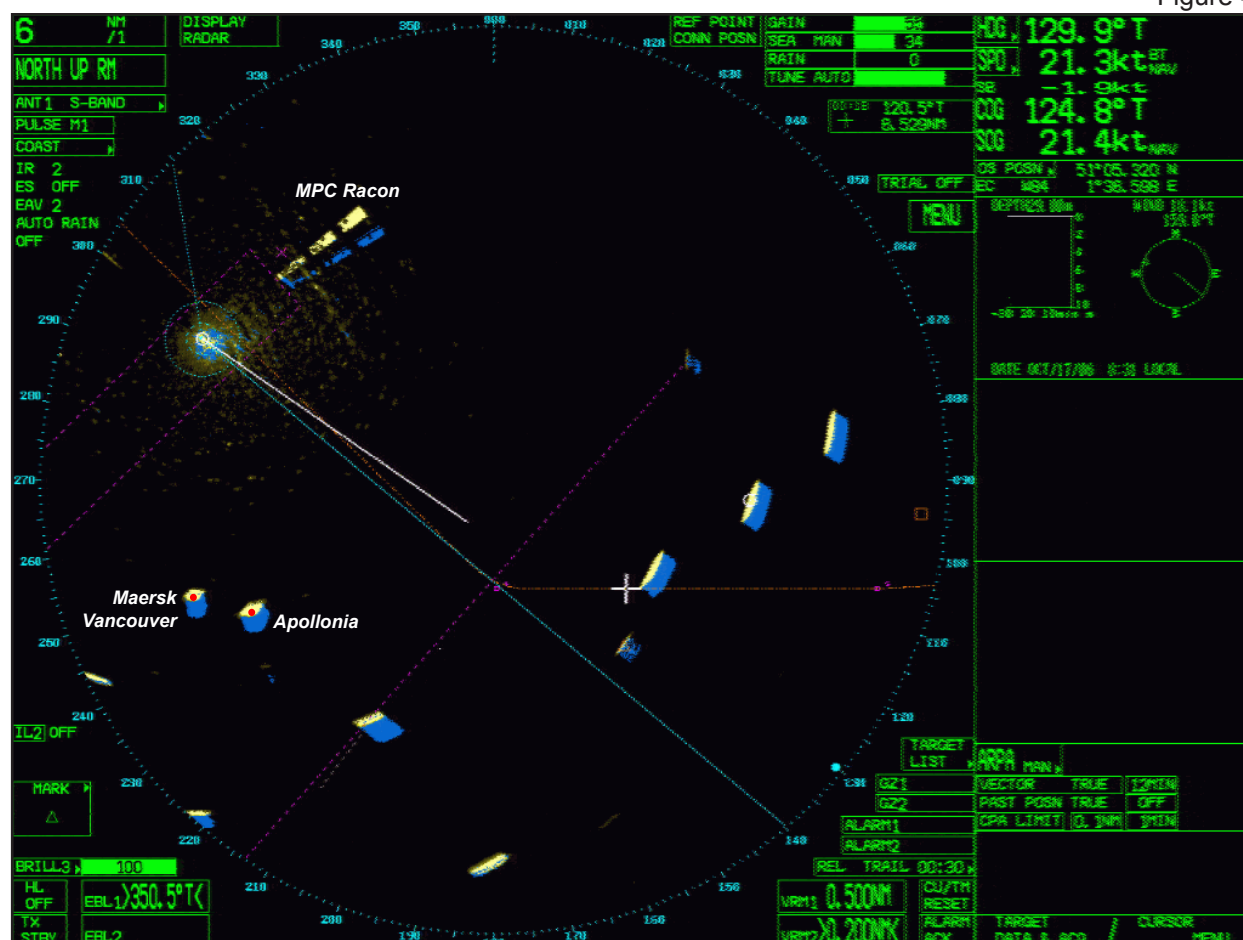 Figure
6 NM /1
DISPLAY RADAR
NORTH UP RM
ANT1 S-BAND
PULSE M1
COAST
IR 2
ES OFF
EAV 2
AUTO RAIN
OFF
REF POINT
CONN POSN
GAIN
SEA MAN 34
RAIN 0
TUNE AUTO
120.5°T
8.529NM
TRIAL OFF
MENU
HDG 129.9°T
SPD 21.3kt BT NAV
SB -1.9kt
COG 124.8°T
SOG 21.4kt NAV
OS POSN 51°05.320 N
1°36.598 E
000
010
020
030
040
050
060
070
080
090
100
110
120
130
140
150
160
170
190
200
210
220
230
240
250
260
270
280
290
300
310
320
330
340
350
MPC Racon
Maersk
Vancouver
Apollonia
IL2 OFF
MARK
BRILL3 100
HL OFF
EBL1 >350.5°T<
TX STBY
EBL2
TARGET LIST
GZ1
GZ2
ALARM1
ALARM2
REL TRAIL 00:30
VRM1 0.500NM
CU/TM RESET
VRM2 >0.200NM<
ALARM ACK
ARPA MAN
VECTOR TRUE 12MIN
PAST POSN TRUE OFF
CPA LIMIT 0.1NM 1MIN
TARGET
DATA & ACQ / CURSOR
MENU